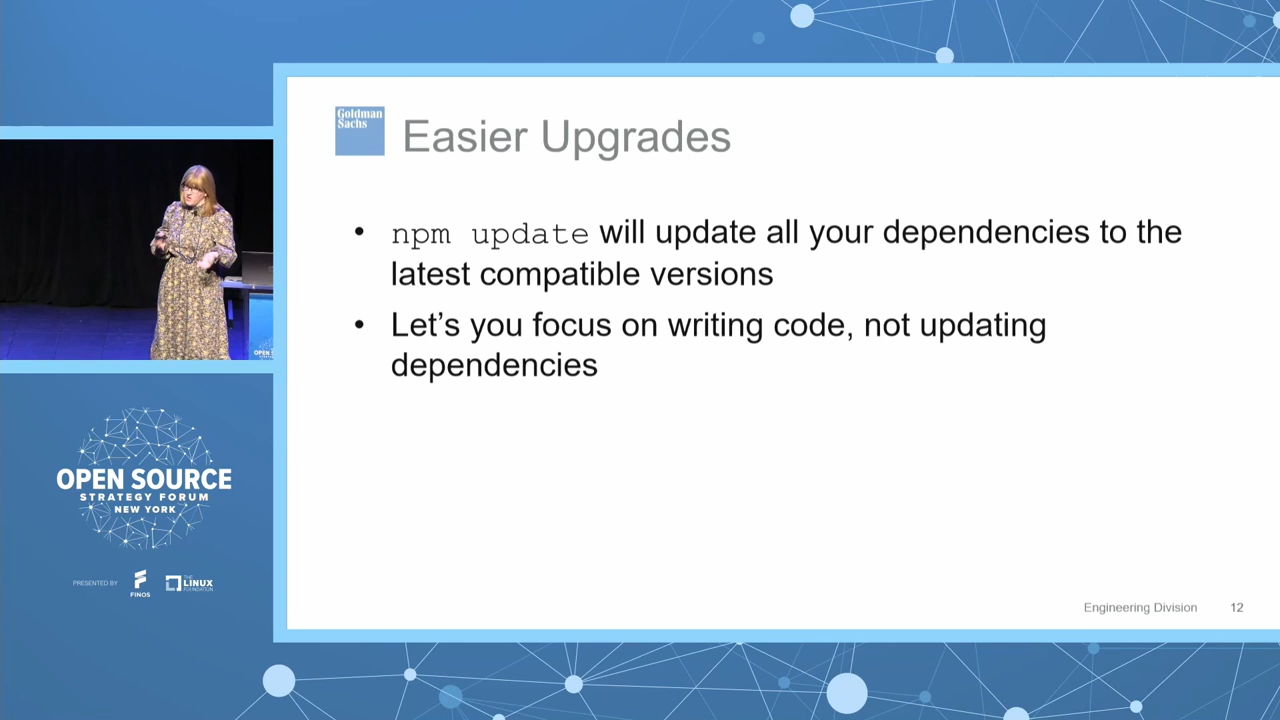 Goldman
Sachs
Easier Upgrades
• npm update will update all your dependencies to the
latest compatible versions
• Let’s you focus on writing code, not updating
dependencies
Engineering Division 12
OPEN SOURCE
STRATEGY FORUM
NEW YORK
PRESENTED BY
FINOS
THE
LINUX
FOUNDATION
OPEN S